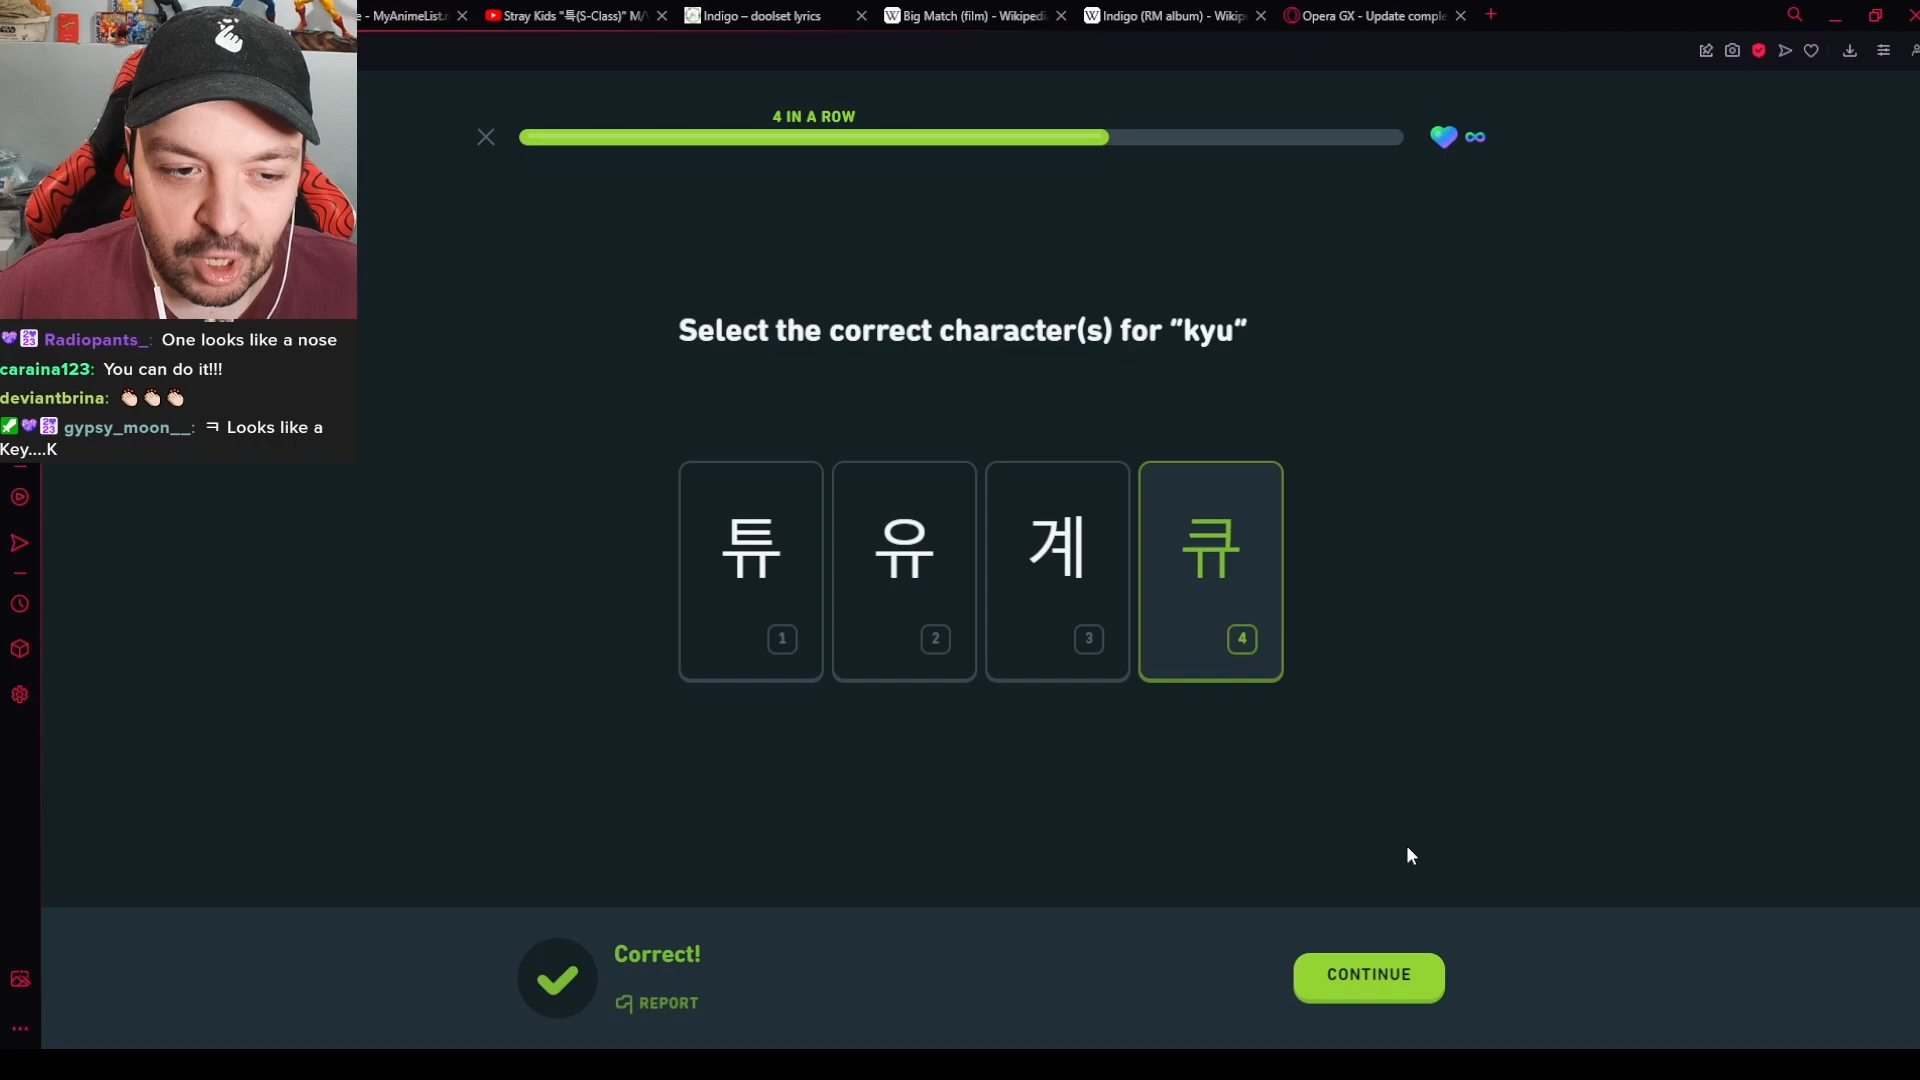 e - MyAnimeList.n
Stray Kids "특(S-Class)" M/V
Indigo – doolset lyrics
Big Match (film) - Wikipedi
Indigo (RM album) - Wikip
Opera GX - Update comple
4 IN A ROW
Select the correct character(s) for "kyu"
Radiopants_: One looks like a nose
caraina123: You can do it!!!
deviantbrina: 👏🏻👏🏻👏🏻
gypsy_moon__: ㅋ Looks like a
Key....K
튜
유
계
큐
1
2
3
4
Correct!
REPORT
CONTINUE